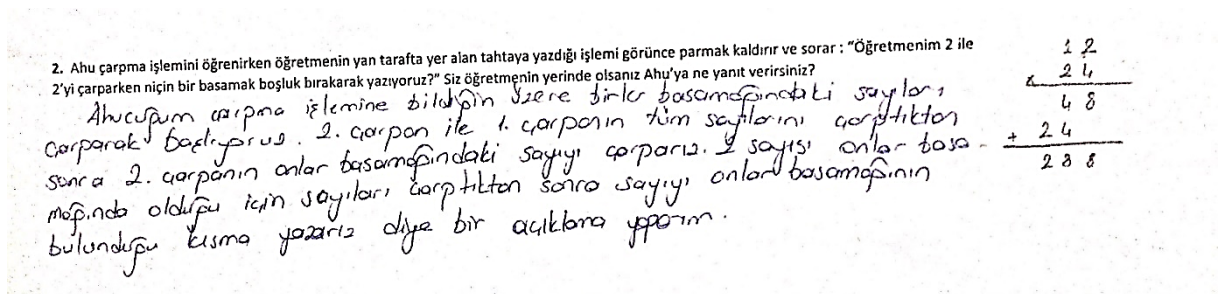 2. Ahu çarpma işlemini öğrenirken öğretmenin yan tarafta yer alan tahtaya yazdığı işlemi görünce parmak kaldırır ve sorar : "Öğretmenim 2 ile
2'yi çarparken niçin bir basamak boşluk bırakarak yazıyoruz?" Siz öğretmenin yerinde olsanız Ahu'ya ne yanıt verirsiniz?
Ahucuğum çarpma işlemine bildiğin üzere birler basamağındaki sayıları
çarparak başlıyoruz. 2. çarpan ile 1. çarpanın tüm sayılarını çarptıktan
sonra 2. çarpanın onlar basamağındaki sayıyı çarparız. 2 sayısı onlar basa-
mağında olduğu için sayıları çarptıktan sonra sayıyı onlar basamağının
bulunduğu kısma yazarız diye bir açıklama yaparım.
12
x 24
48
+ 24
288